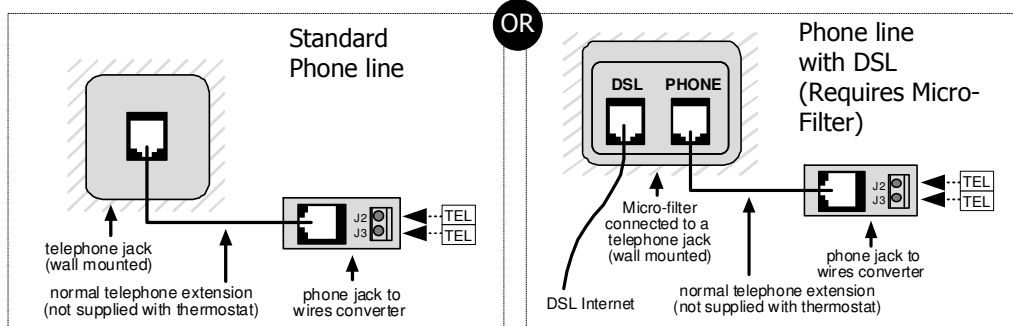 Standard
Phone line
J2
J3
TEL
TEL
telephone jack
(wall mounted)
normal telephone extension
(not supplied with thermostat)
phone jack to
wires converter
OR
Phone line
with DSL
(Requires Micro-
Filter)
DSL PHONE
J2
J3
TEL
TEL
Micro-filter
connected to a
telephone jack
(wall mounted)
phone jack to
wires converter
normal telephone extension
(not supplied with thermostat)
DSL Internet